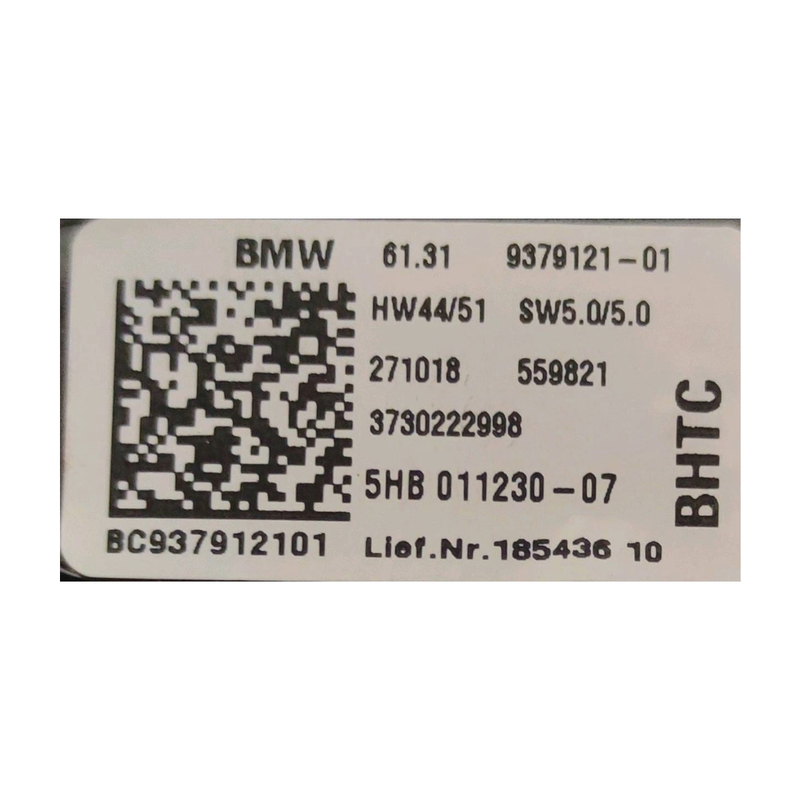 BMW 61.31 9379121-01
HW44/51 SW5.0/5.0
271018 559821
3730222998
5HB 011230-07
BC937912101 Lief.Nr.185436 10
BHTC